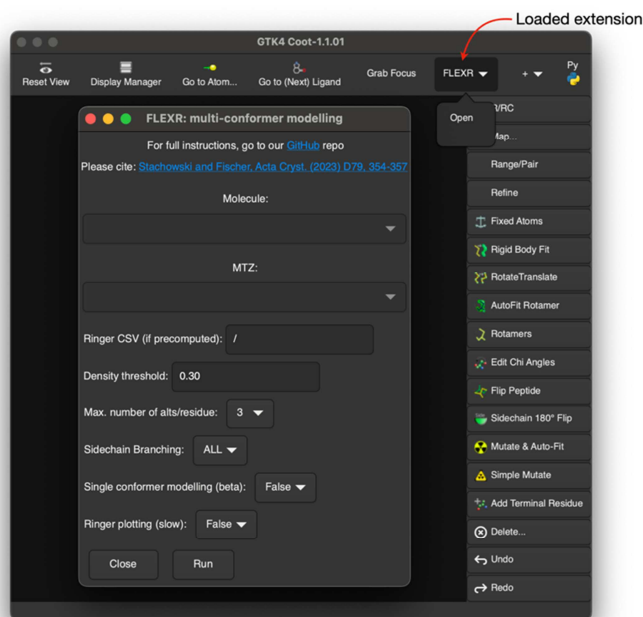 Loaded extension
GTK4 Coot-1.1.01
Reset View
Display Manager
Go to Atom...
Go to (Next) Ligand
Grab Focus
FLEXR
+
Py
Open
/RC
Map...
Range/Pair
Refine
Fixed Atoms
Rigid Body Fit
RotateTranslate
AutoFit Rotamer
Rotamers
Edit Chi Angles
Flip Peptide
Sidechain 180° Flip
Mutate & Auto-Fit
Simple Mutate
Add Terminal Residue
Delete...
Undo
Redo
FLEXR: multi-conformer modelling
For full instructions, go to our GitHub repo
Please cite: Stachowski and Fischer, Acta Cryst. (2023) D79, 354-357
Molecule:
MTZ:
Ringer CSV (if precomputed): /
Density threshold: 0.30
Max. number of alts/residue: 3
Sidechain Branching: ALL
Single conformer modelling (beta): False
Ringer plotting (slow): False
Close Run